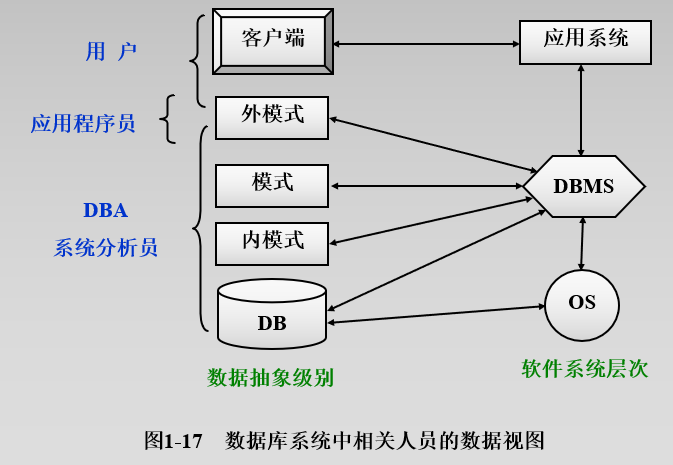 用 户
客户端
应用系统
应用程序员
外模式
模式
DBMS
DBA
系统分析员
内模式
DB
OS
数据抽象级别
软件系统层次
图1-17 数据库系统中相关人员的数据视图